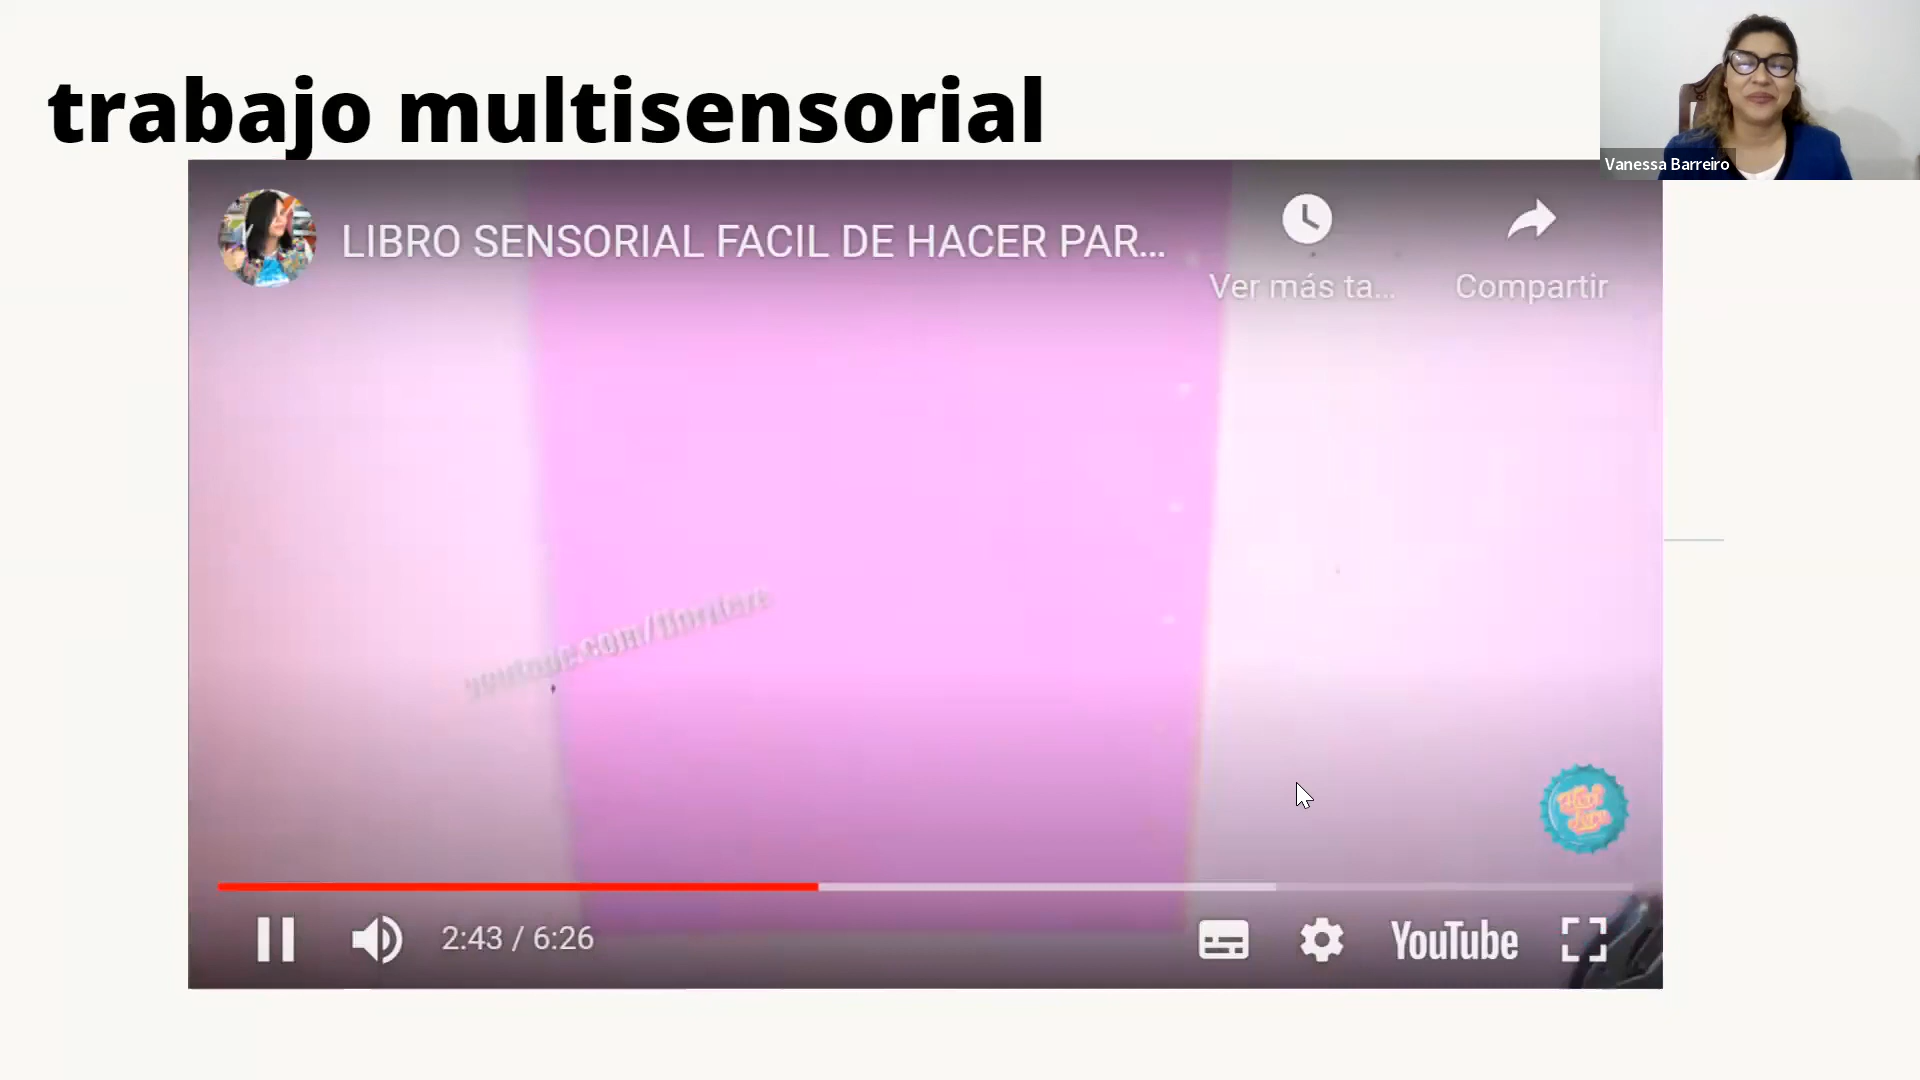 trabajo multisensorial
Vanessa Barreiro
LIBRO SENSORIAL FACIL DE HACER PAR...
Ver más ta...
Compartir
2:43 / 6:26
YouTube